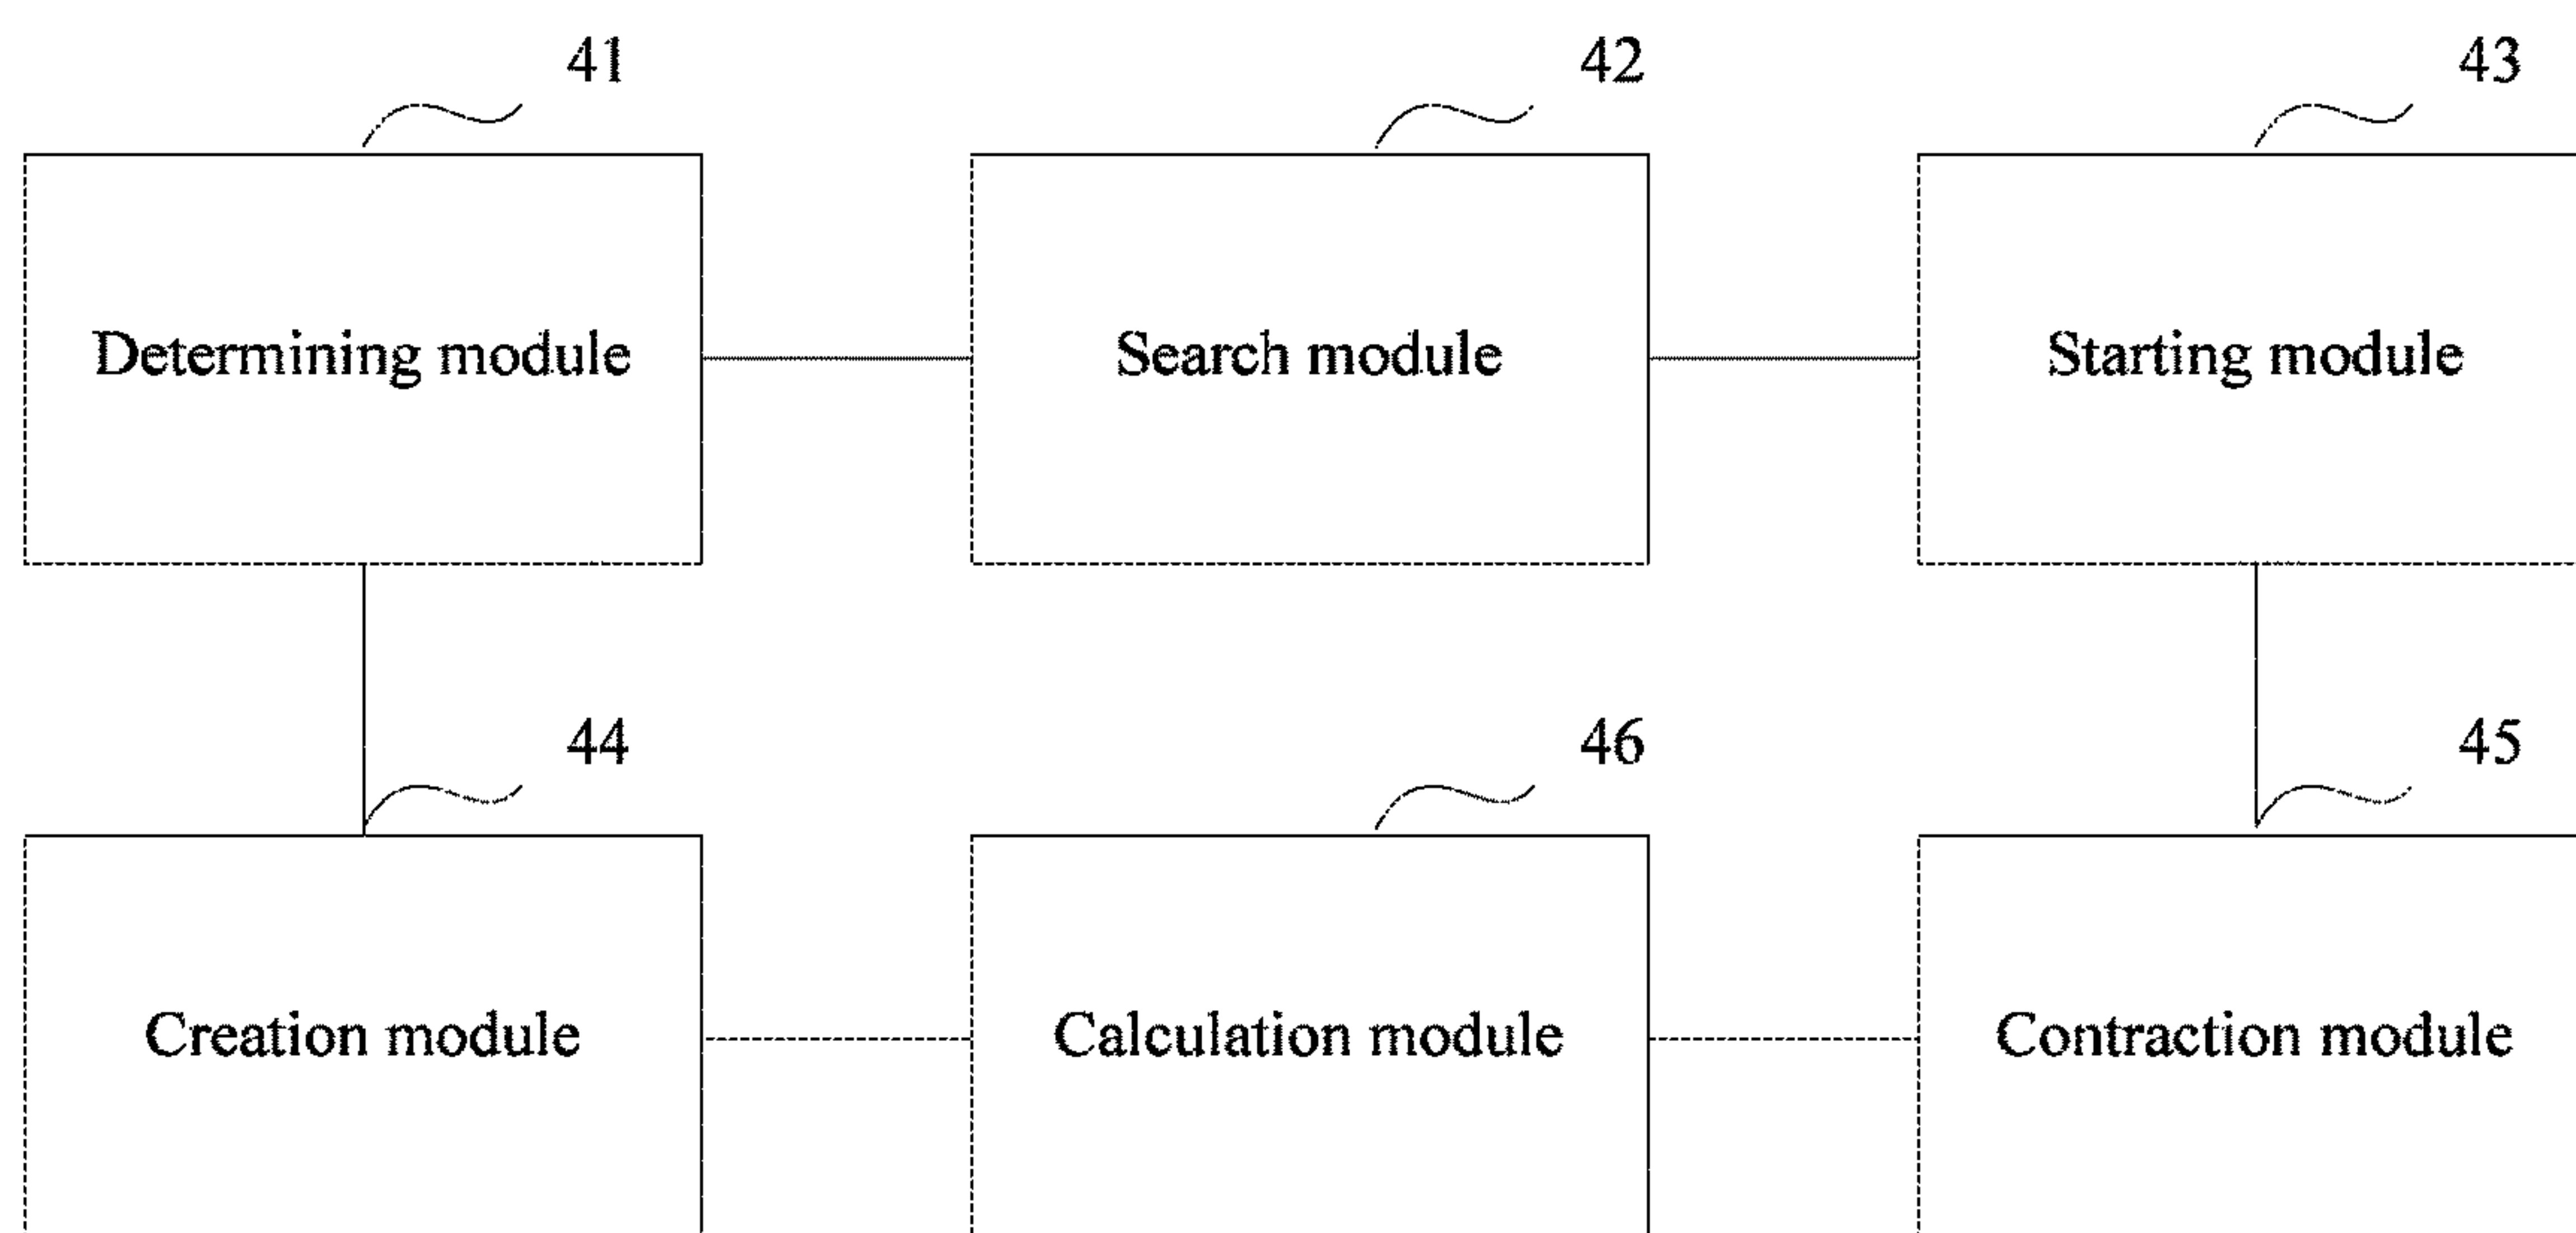 41
42
43
Determining module
Search module
Starting module
44
46
45
Creation module
Calculation module
Contraction module